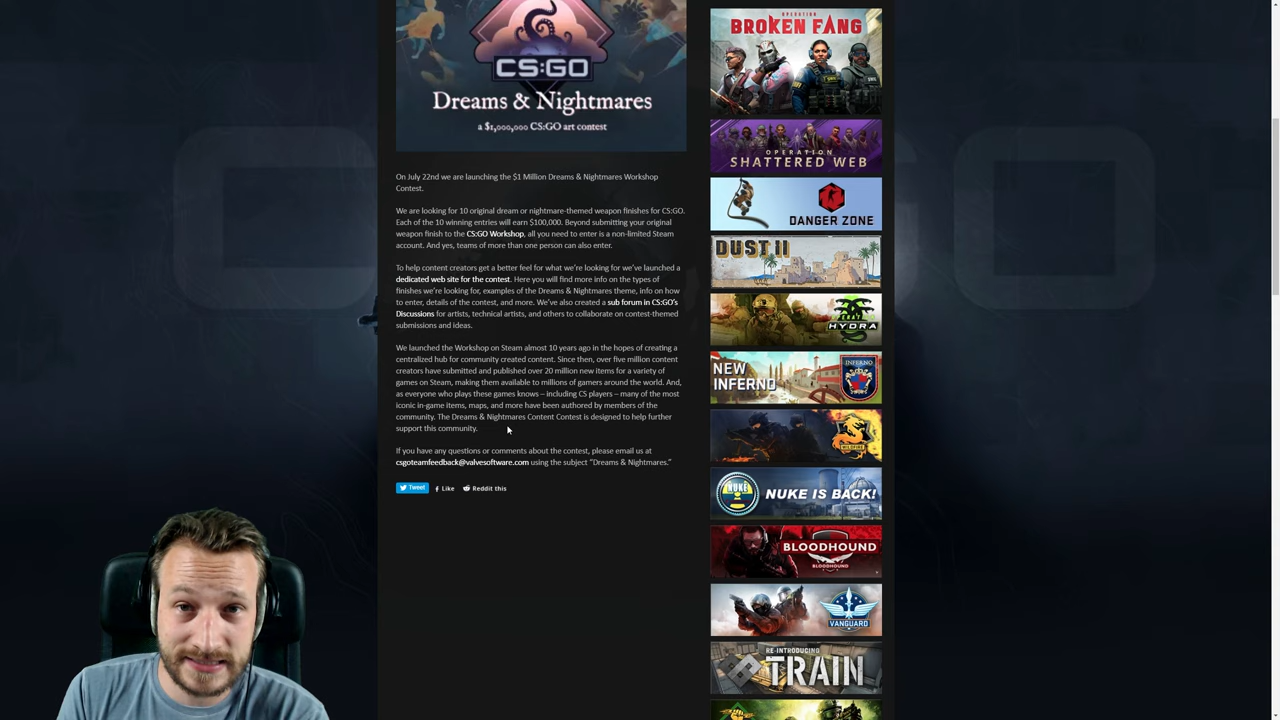 CS:GO
Dreams & Nightmares
a $1,000,000 CS:GO art contest
On July 22nd we are launching the $1 Million Dreams & Nightmares Workshop
Contest.
We are looking for 10 original dream or nightmare-themed weapon finishes for CS:GO.
Each of the 10 winning entries will earn $100,000. Beyond submitting your original
weapon finish to the CS:GO Workshop, all you need to enter is a non-limited Steam
account. And yes, teams of more than one person can also enter.
To help content creators get a better feel for what we're looking for we've launched a
dedicated web site for the contest. Here you will find more info on the types of
finishes we're looking for, examples of the Dreams & Nightmares theme, info on how
to enter, details of the contest, and more. We've also created a sub forum in CS:GO's
Discussions for artists, technical artists, and others to collaborate on contest-themed
submissions and ideas.
We launched the Workshop on Steam almost 10 years ago in the hopes of creating a
centralized hub for community created content. Since then, over five million content
creators have submitted and published over 20 million new items for a variety of
games on Steam, making them available to millions of gamers around the world. And,
as everyone who plays these games knows – including CS players – many of the most
iconic in-game items, maps, and more have been authored by members of the
community. The Dreams & Nightmares Content Contest is designed to help further
support this community.
If you have any questions or comments about the contest, please email us at
csgoteamfeedback@valvesoftware.com using the subject "Dreams & Nightmares."
Tweet Like Reddit this
OPERATION
BROKEN FANG
OPERATION
SHATTERED WEB
DANGER ZONE
DUST II
HYDRA
NEW
INFERNO
INFERNO
WILDFIRE
NUKE IS BACK!
BLOODHOUND
BLOODHOUND
VANGUARD
RE-INTRODUCING
TRAIN